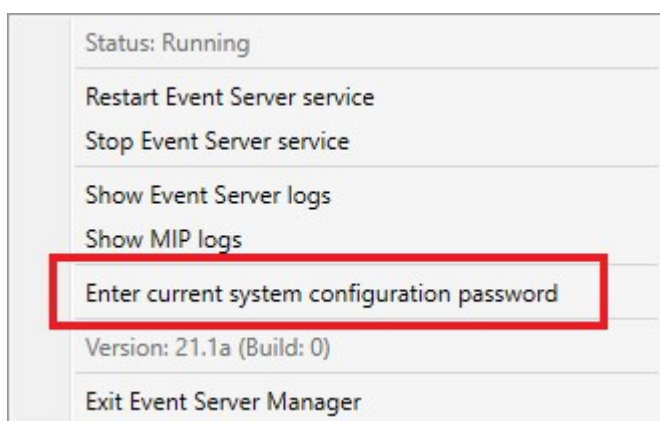 Status: Running
Restart Event Server service
Stop Event Server service
Show Event Server logs
Show MIP logs
Enter current system configuration password
Version: 21.1a (Build: 0)
Exit Event Server Manager